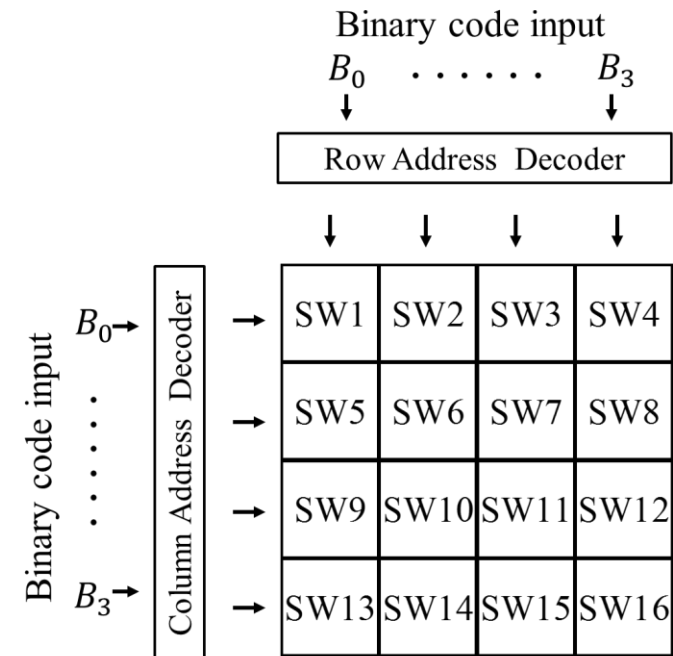 Binary code input
B₀ . . . . . . B₃
Row Address Decoder
Binary code input
B₀
. . . . . .
B₃
Column Address Decoder
SW1 SW2 SW3 SW4
SW5 SW6 SW7 SW8
SW9 SW10 SW11 SW12
SW13 SW14 SW15 SW16